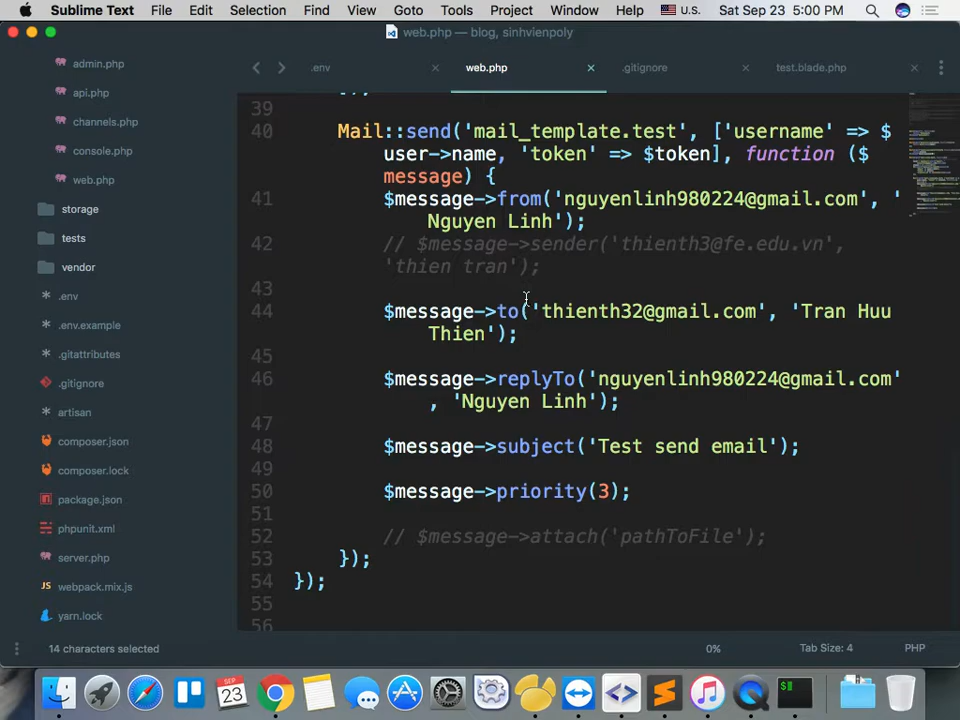 Sublime Text File Edit Selection Find View Goto Tools Project Window Help U.S. Sat Sep 23 5:00 PM
web.php — blog, sinhvienpoly
.env web.php .gitignore test.blade.php
admin.php
api.php
channels.php
console.php
web.php
storage
tests
vendor
.env
.env.example
.gitattributes
.gitignore
artisan
composer.json
composer.lock
package.json
phpunit.xml
server.php
JS webpack.mix.js
yarn.lock
39
40 Mail::send('mail_template.test', ['username' => $
user->name, 'token' => $token], function ($
message) {
41 $message->from('nguyenlinh980224@gmail.com', '
Nguyen Linh');
42 // $message->sender('thienth3@fe.edu.vn',
'thien tran');
43
44 $message->to('thienth32@gmail.com', 'Tran Huu
Thien');
45
46 $message->replyTo('nguyenlinh980224@gmail.com'
, 'Nguyen Linh');
47
48 $message->subject('Test send email');
49
50 $message->priority(3);
51
52 // $message->attach('pathToFile');
53 });
54 });
55
56
14 characters selected 0% Tab Size: 4 PHP
SEP
23